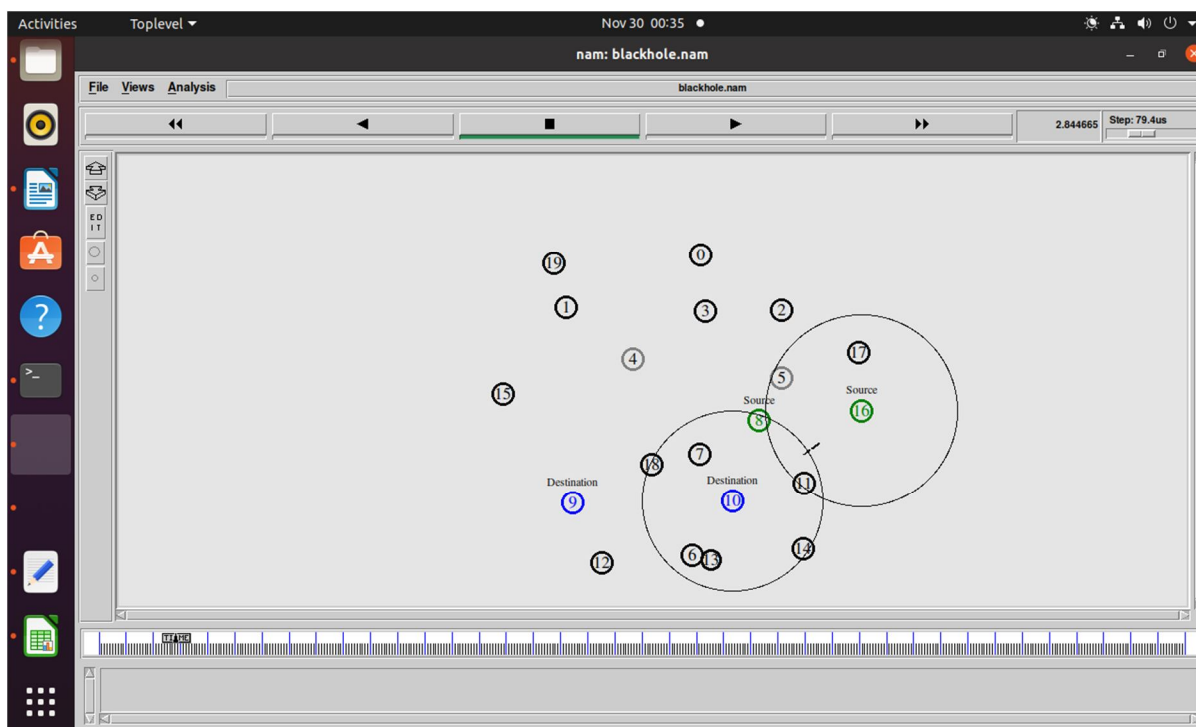 Activities Toplevel Nov 30 00:35
nam: blackhole.nam
File Views Analysis blackhole.nam
2.844665 Step: 79.4us
E D
I T
0
19
1 3 2
4 17
5
15 Source
Source 16
8
7
18
Destination Destination
11
9 10
14
6 13
12
TIME